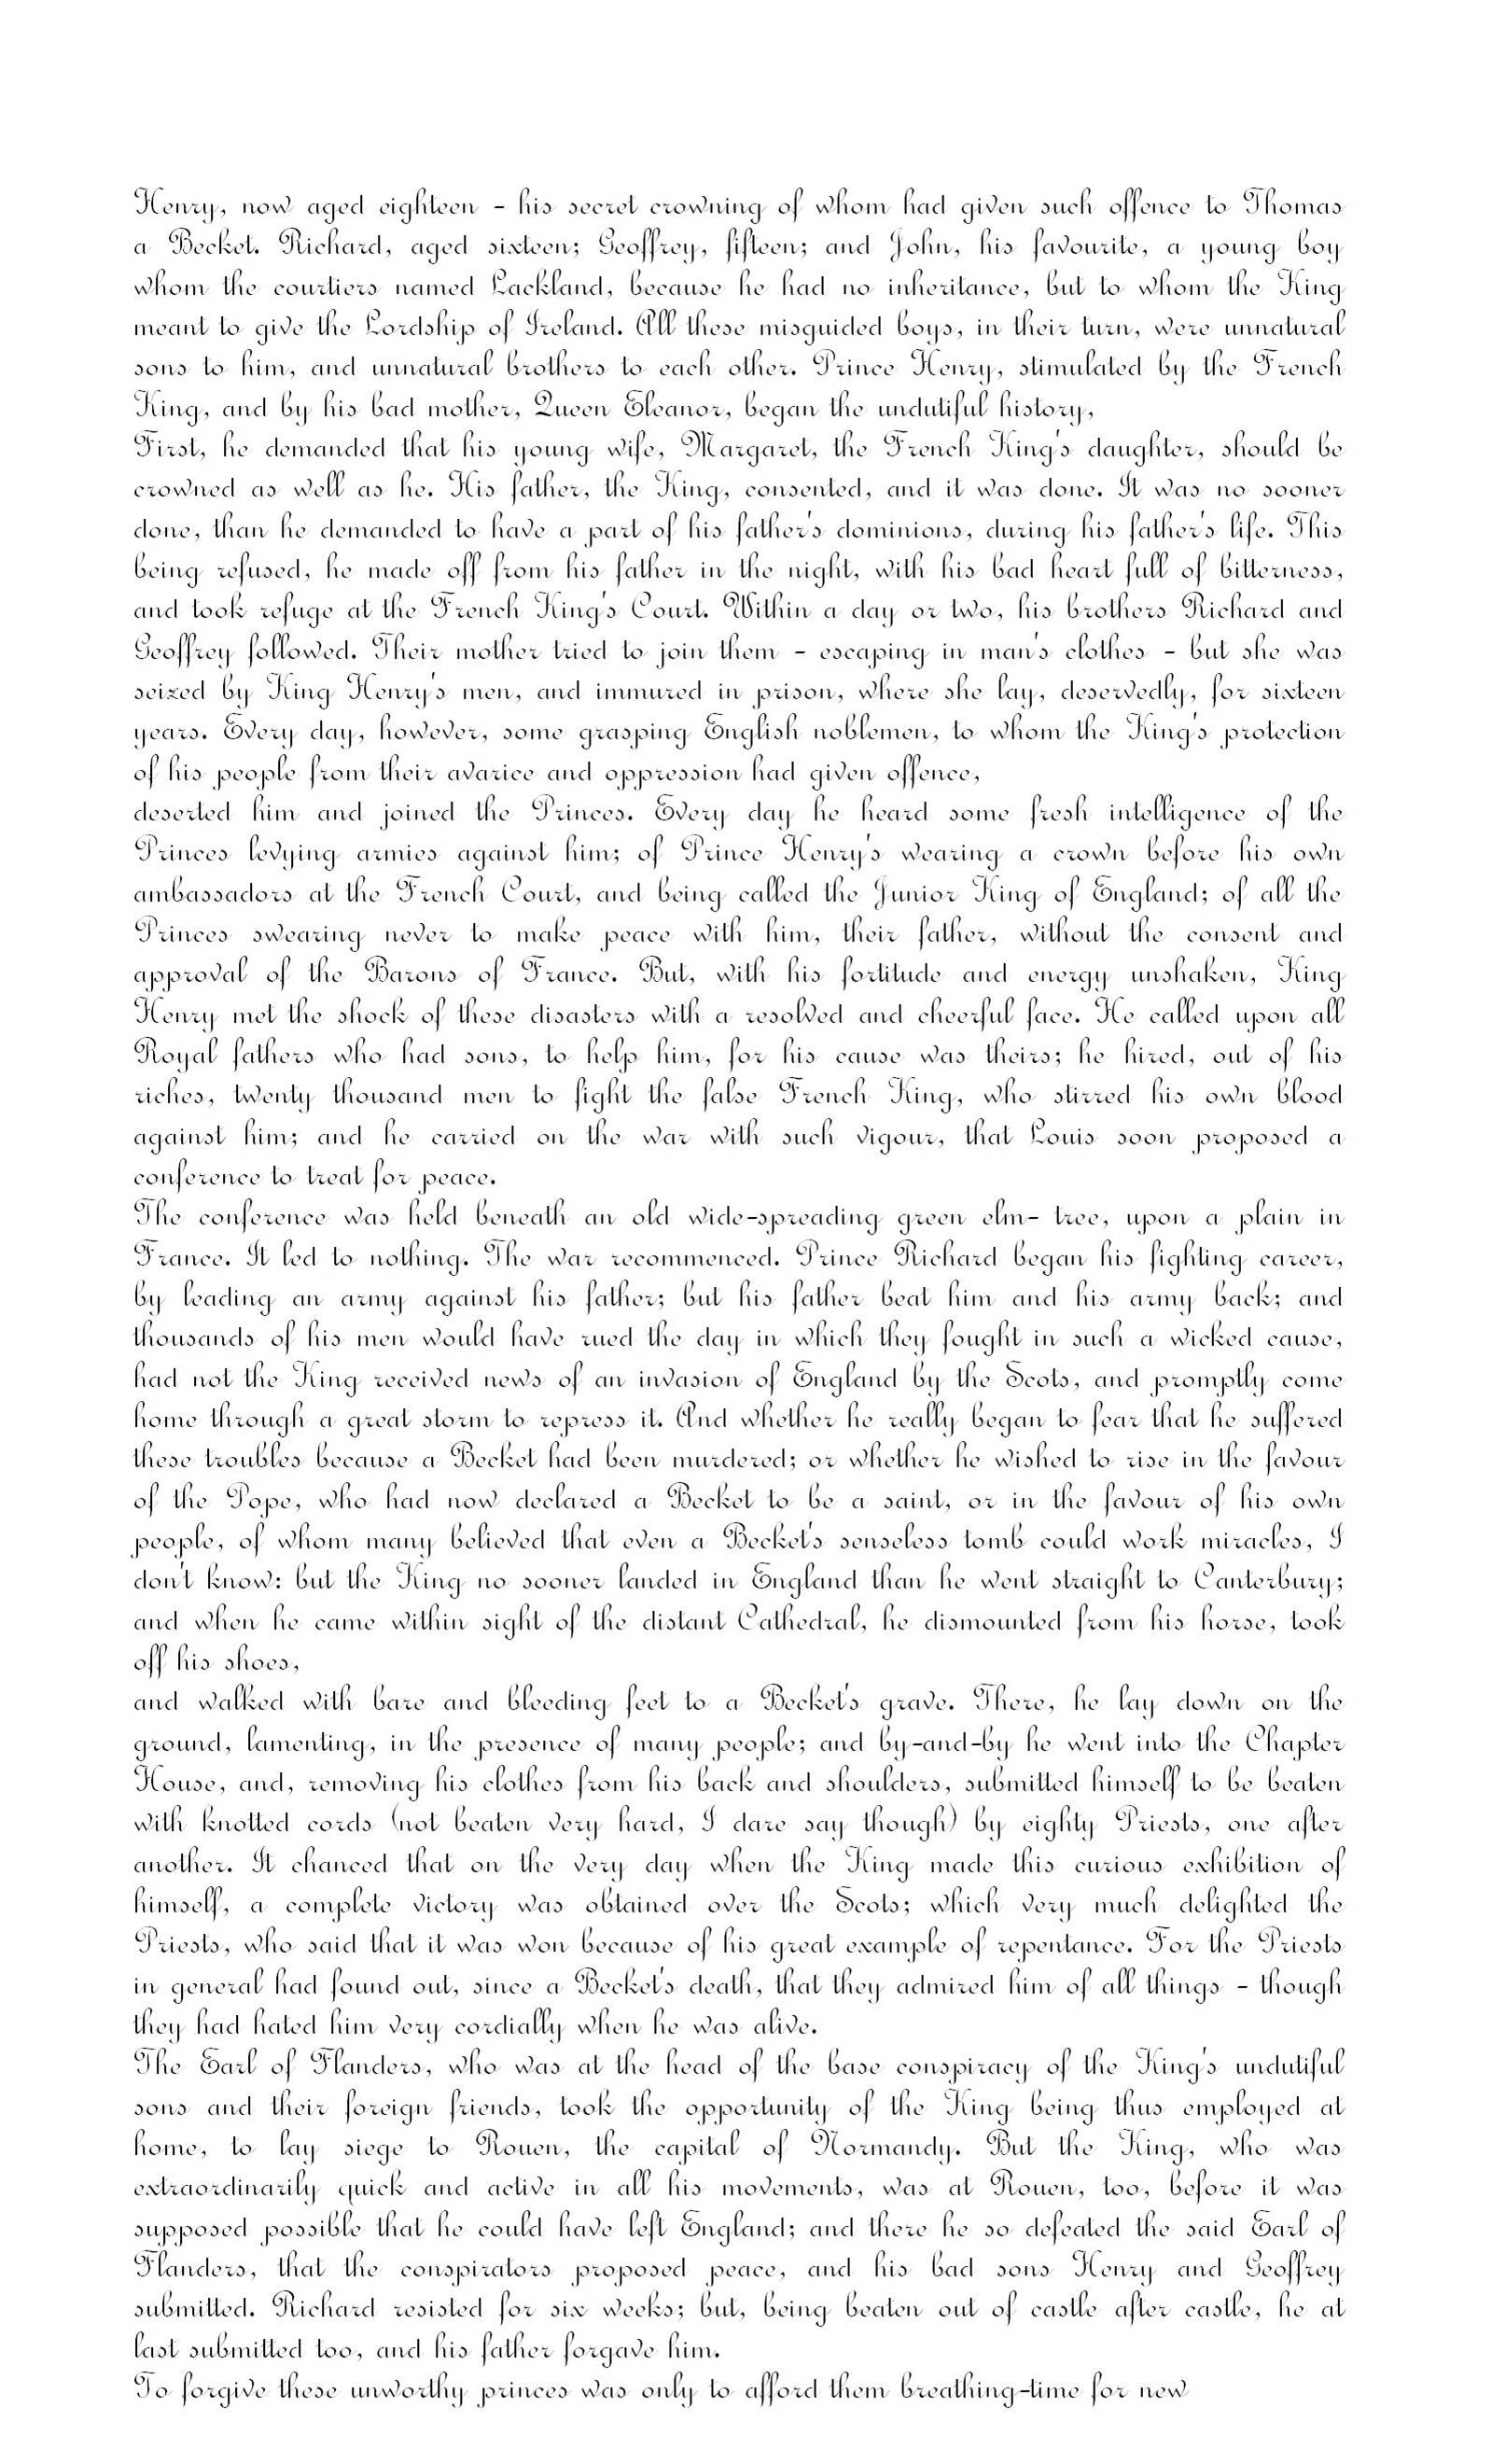 Henry, now aged eighteen - his secret crowning of whom had given such offence to Thomas
a Becket. Richard, aged sixteen; Geoffrey, fifteen; and John, his favourite, a young boy
whom the courtiers named Lackland, because he had no inheritance, but to whom the King
meant to give the Lordship of Ireland. All these misguided boys, in their turn, were unnatural
sons to him, and unnatural brothers to each other. Prince Henry, stimulated by the French
King, and by his bad mother, Queen Eleanor, began the undutiful history,
First, he demanded that his young wife, Margaret, the French King's daughter, should be
crowned as well as he. His father, the King, consented, and it was done. It was no sooner
done, than he demanded to have a part of his father's dominions, during his father's life. This
being refused, he made off from his father in the night, with his bad heart full of bitterness,
and took refuge at the French King's Court. Within a day or two, his brothers Richard and
Geoffrey followed. Their mother tried to join them - escaping in man's clothes - but she was
seized by King Henry's men, and immured in prison, where she lay, deservedly, for sixteen
years. Every day, however, some grasping English noblemen, to whom the King's protection
of his people from their avarice and oppression had given offence,
deserted him and joined the Princes. Every day he heard some fresh intelligence of the
Princes levying armies against him; of Prince Henry's wearing a crown before his own
ambassadors at the French Court, and being called the Junior King of England; of all the
Princes swearing never to make peace with him, their father, without the consent and
approval of the Barons of France. But, with his fortitude and energy unshaken, King
Henry met the shock of these disasters with a resolved and cheerful face. He called upon all
Royal fathers who had sons, to help him, for his cause was theirs; he hired, out of his
riches, twenty thousand men to fight the false French King, who stirred his own blood
against him; and he carried on the war with such vigour, that Louis soon proposed a
conference to treat for peace.
The conference was held beneath an old wide-spreading green elm- tree, upon a plain in
France. It led to nothing. The war recommenced. Prince Richard began his fighting career,
by leading an army against his father; but his father beat him and his army back; and
thousands of his men would have rued the day in which they fought in such a wicked cause,
had not the King received news of an invasion of England by the Scots, and promptly come
home through a great storm to repress it. And whether he really began to fear that he suffered
these troubles because a Becket had been murdered; or whether he wished to rise in the favour
of the Pope, who had now declared a Becket to be a saint, or in the favour of his own
people, of whom many believed that even a Becket's senseless tomb could work miracles, I
don't know: but the King no sooner landed in England than he went straight to Canterbury;
and when he came within sight of the distant Cathedral, he dismounted from his horse, took
off his shoes,
and walked with bare and bleeding feet to a Becket's grave. There, he lay down on the
ground, lamenting, in the presence of many people; and by-and-by he went into the Chapter
House, and, removing his clothes from his back and shoulders, submitted himself to be beaten
with knotted cords (not beaten very hard, I dare say though) by eighty Priests, one after
another. It chanced that on the very day when the King made this curious exhibition of
himself, a complete victory was obtained over the Scots; which very much delighted the
Priests, who said that it was won because of his great example of repentance. For the Priests
in general had found out, since a Becket's death, that they admired him of all things - though
they had hated him very cordially when he was alive.
The Earl of Flanders, who was at the head of the base conspiracy of the King's undutiful
sons and their foreign friends, took the opportunity of the King being thus employed at
home, to lay siege to Rouen, the capital of Normandy. But the King, who was
extraordinarily quick and active in all his movements, was at Rouen, too, before it was
supposed possible that he could have left England; and there he so defeated the said Earl of
Flanders, that the conspirators proposed peace, and his bad sons Henry and Geoffrey
submitted. Richard resisted for six weeks; but, being beaten out of castle after castle, he at
last submitted too, and his father forgave him.
To forgive these unworthy princes was only to afford them breathing-time for new